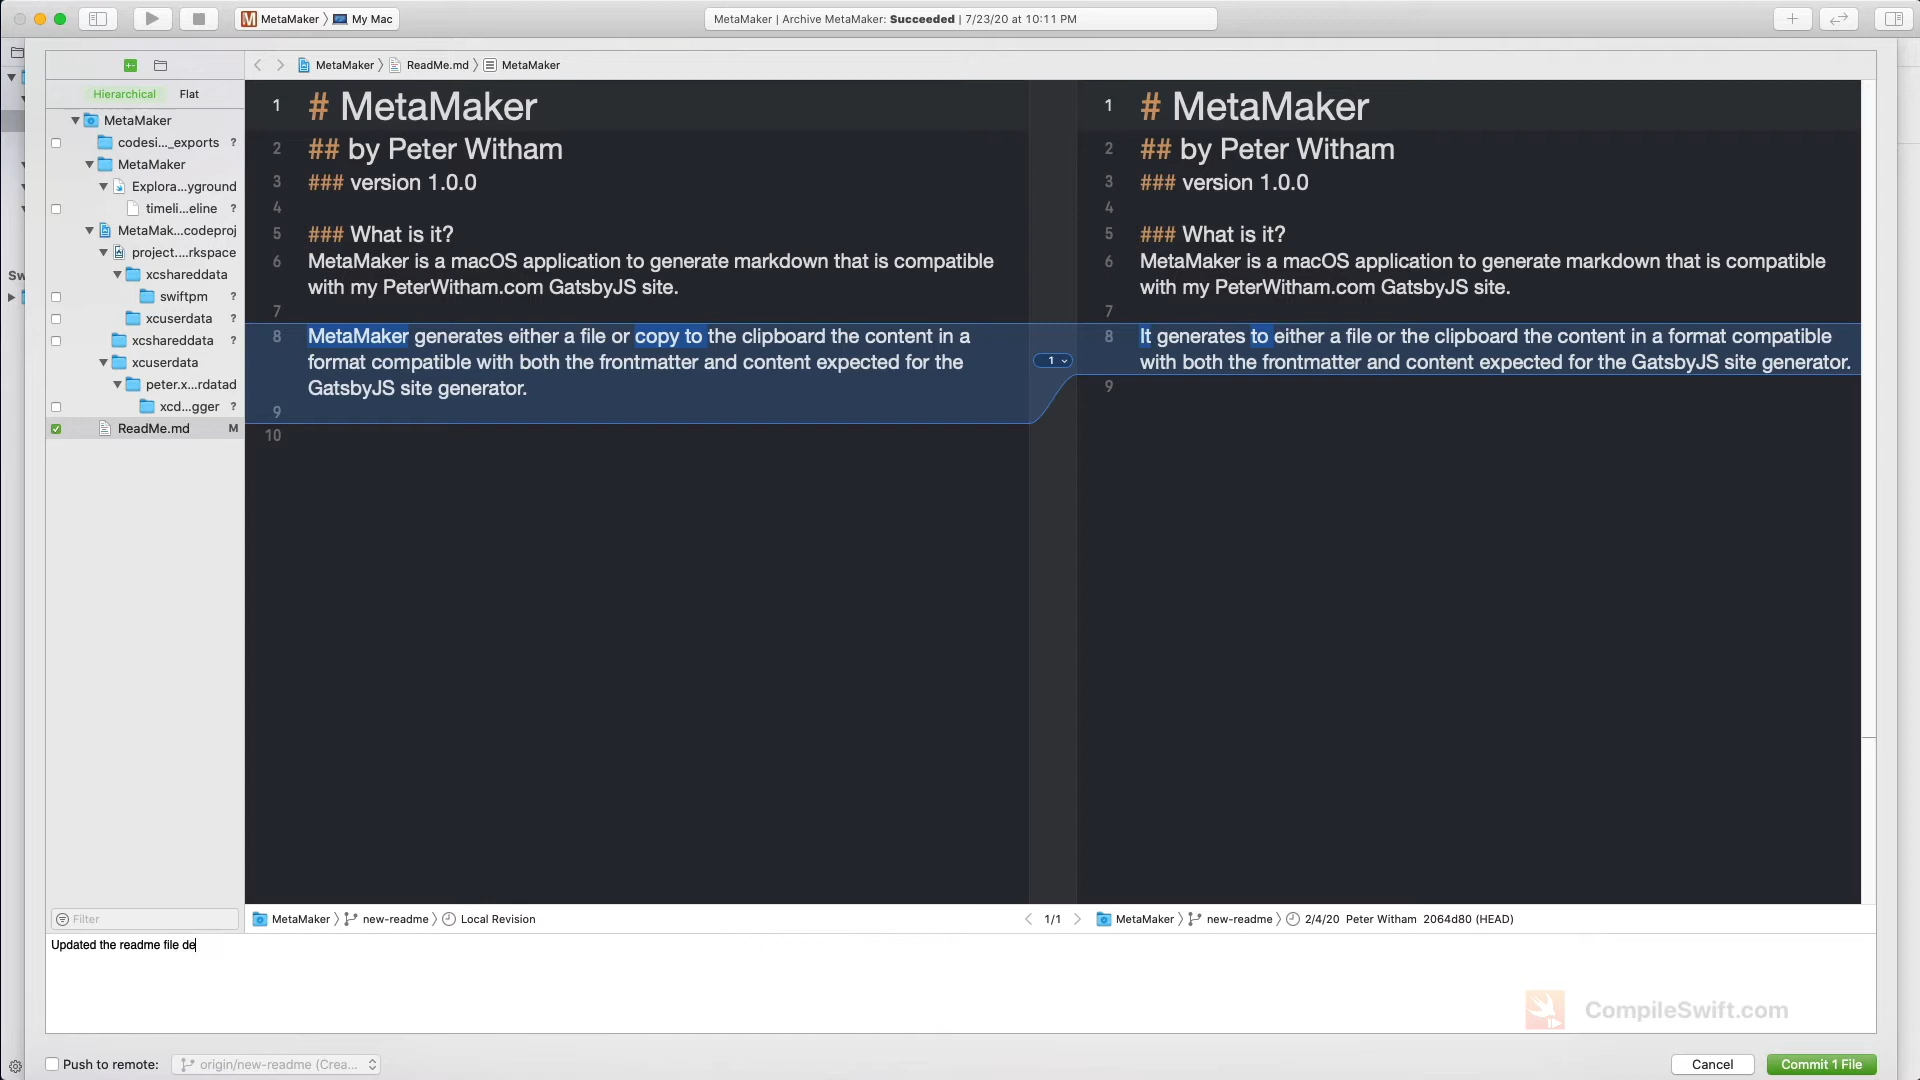 MetaMaker 〉 My Mac
MetaMaker | Archive MetaMaker: Succeeded | 7/23/20 at 10:11 PM
MetaMaker 〉 ReadMe.md 〉 MetaMaker
Hierarchical Flat
MetaMaker
codesi..._exports ?
MetaMaker
Explora...yground
timeli...eline ?
MetaMak...codeproj
project....rkspace
xcshareddata
swiftpm ?
xcuserdata ?
xcshareddata ?
xcuserdata
peter.x...rdatad
xcd...gger ?
ReadMe.md M
Sw
1 # MetaMaker
2 ## by Peter Witham
3 ### version 1.0.0
4
5 ### What is it?
6 MetaMaker is a macOS application to generate markdown that is compatible
with my PeterWitham.com GatsbyJS site.
7
8 MetaMaker generates either a file or copy to the clipboard the content in a
format compatible with both the frontmatter and content expected for the
GatsbyJS site generator.
9
10
1
1 # MetaMaker
2 ## by Peter Witham
3 ### version 1.0.0
4
5 ### What is it?
6 MetaMaker is a macOS application to generate markdown that is compatible
with my PeterWitham.com GatsbyJS site.
7
8 It generates to either a file or the clipboard the content in a format compatible
with both the frontmatter and content expected for the GatsbyJS site generator.
9
Filter
MetaMaker 〉 new-readme 〉 Local Revision
1/1
MetaMaker 〉 new-readme 〉 2/4/20 Peter Witham 2064d80 (HEAD)
Updated the readme file de
CompileSwift.com
Push to remote: origin/new-readme (Crea...
Cancel
Commit 1 File